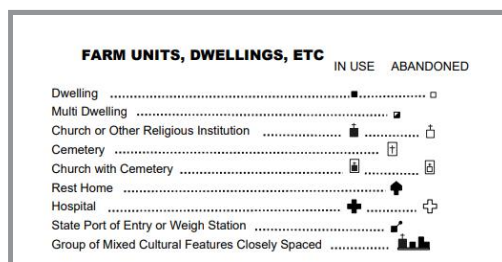 FARM UNITS, DWELLINGS, ETC
IN USE ABANDONED
Dwelling
Multi Dwelling
Church or Other Religious Institution
Cemetery
Church with Cemetery
Rest Home
Hospital
State Port of Entry or Weigh Station
Group of Mixed Cultural Features Closely Spaced